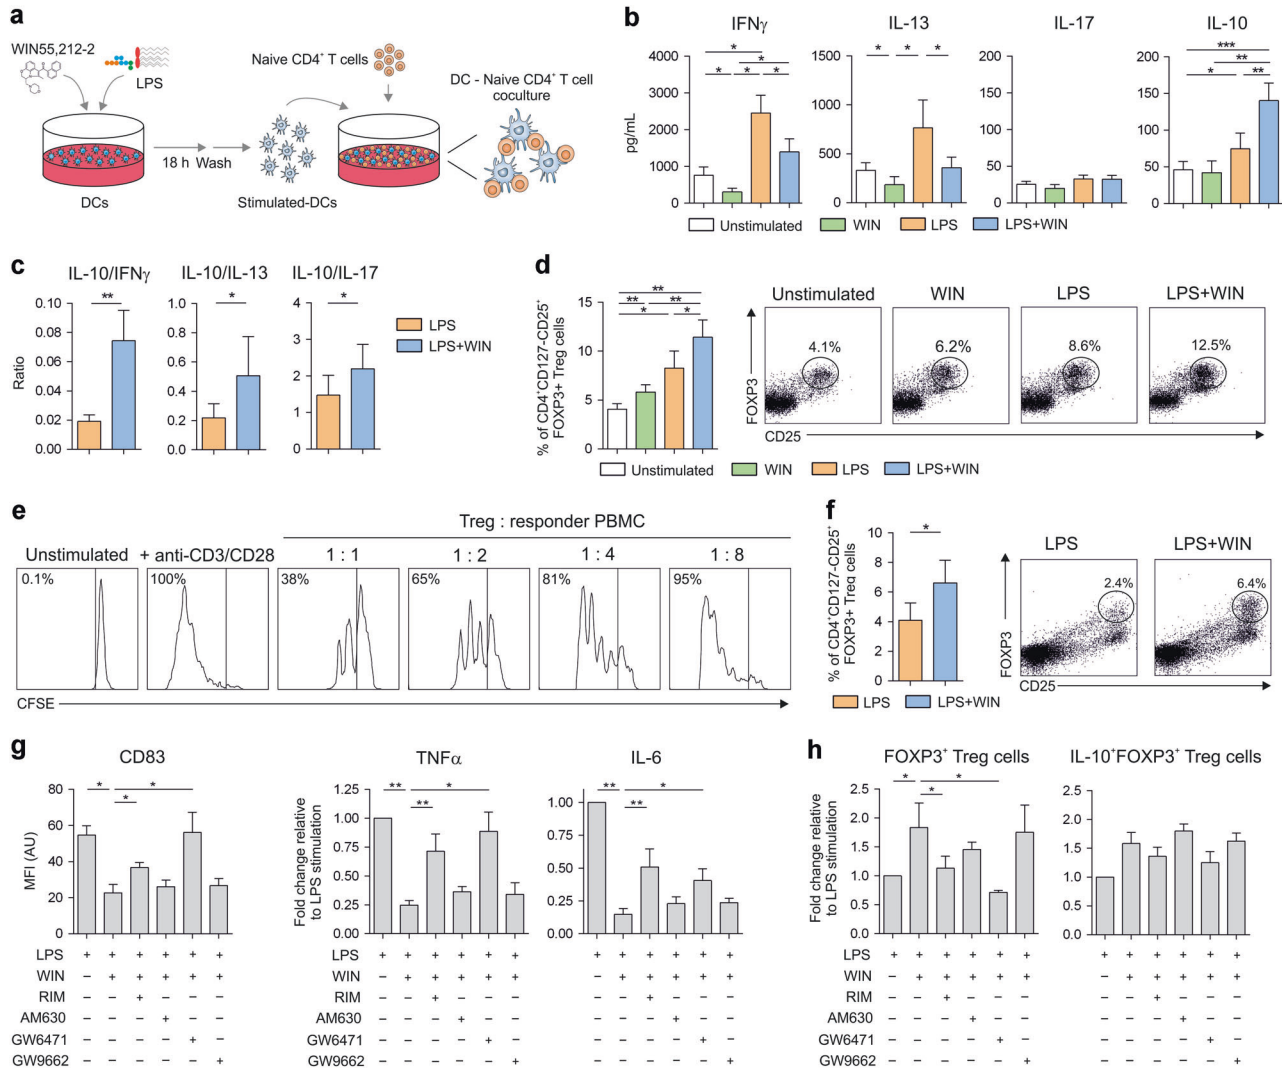 a
WIN55,212-2
LPS
Naive CD4⁺ T cells
DC - Naive CD4⁺ T cell
coculture
18 h Wash
DCs
Stimulated-DCs
b
IFNγ
IL-13
IL-17
IL-10
pg/mL
4000
3000
2000
1000
0
1500
1000
500
0
200
150
100
50
0
200
150
100
50
0
* * * * *
* * *
*** ** * **
Unstimulated WIN LPS LPS+WIN
c
IL-10/IFNγ
IL-10/IL-13
IL-10/IL-17
Ratio
0.10
0.08
0.06
0.04
0.02
0.00
1.0
0.8
0.6
0.4
0.2
0.0
4
3
2
1
0
** * *
LPS
LPS+WIN
d
% of CD4⁺CD127-CD25⁺
FOXP3+ Treg cells
15
10
5
0
** ** ** * *
Unstimulated WIN LPS LPS+WIN
Unstimulated
WIN
LPS
LPS+WIN
4.1%
6.2%
8.6%
12.5%
FOXP3
CD25
e
Treg : responder PBMC
Unstimulated
+ anti-CD3/CD28
1 : 1
1 : 2
1 : 4
1 : 8
0.1%
100%
38%
65%
81%
95%
CFSE
f
% of CD4⁺CD127-CD25⁺
FOXP3+ Treg cells
10
8
6
4
2
0
*
LPS LPS+WIN
LPS
LPS+WIN
2.4%
6.4%
FOXP3
CD25
g
CD83
TNFα
IL-6
MFI (AU)
80
60
40
20
0
* * *
Fold change relative
to LPS stimulation
1.25
1.00
0.75
0.50
0.25
0.00
** * **
1.00
0.75
0.50
0.25
0.00
** * **
LPS + + + + + +
WIN – + + + + +
RIM – – + – – –
AM630 – – – + – –
GW6471 – – – – + –
GW9662 – – – – – +
LPS + + + + + + + + + + + +
WIN – + + + + + – + + + + +
RIM – – + – – – – – + – – –
AM630 – – – + – – – – – + – –
GW6471 – – – – + – – – – – + –
GW9662 – – – – – + – – – – – +
h
FOXP3⁺ Treg cells
IL-10⁺FOXP3⁺ Treg cells
Fold change relative
to LPS stimulation
2.5
2.0
1.5
1.0
0.5
0.0
* * *
2.5
2.0
1.5
1.0
0.5
0.0
LPS + + + + + + + + + + + +
WIN – + + + + + – + + + + +
RIM – – + – – – – – + – – –
AM630 – – – + – – – – – + – –
GW6471 – – – – + – – – – – + –
GW9662 – – – – – + – – – – – +